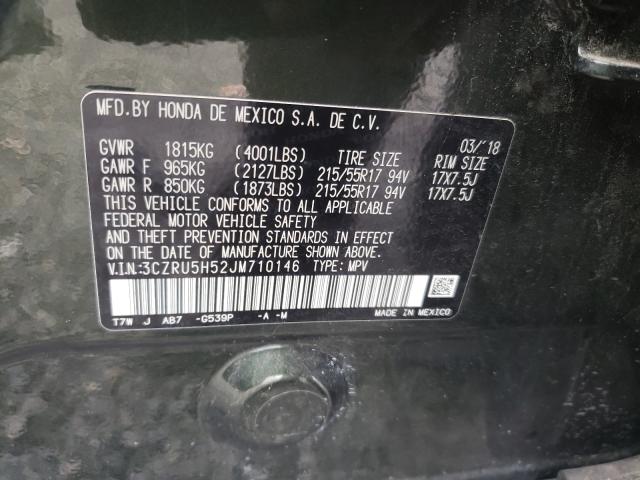 MFD.BY HONDA DE MEXICO S.A. DE C.V.
03/'18
GVWR 1815KG (4001LBS) TIRE SIZE RIM SIZE
GAWR F 965KG (2127LBS) 215/55R17 94V 17X7.5J
GAWR R 850KG (1873LBS) 215/55R17 94V 17X7.5J
THIS VEHICLE CONFORMS TO ALL APPLICABLE
FEDERAL MOTOR VEHICLE SAFETY
AND THEFT PREVENTION STANDARDS IN EFFECT
ON THE DATE OF MANUFACTURE SHOWN ABOVE.
V.I.N.:3CZRU5H52JM710146 TYPE: MPV
T7W J AB7 -G539P -A -M MADE IN MEXICO